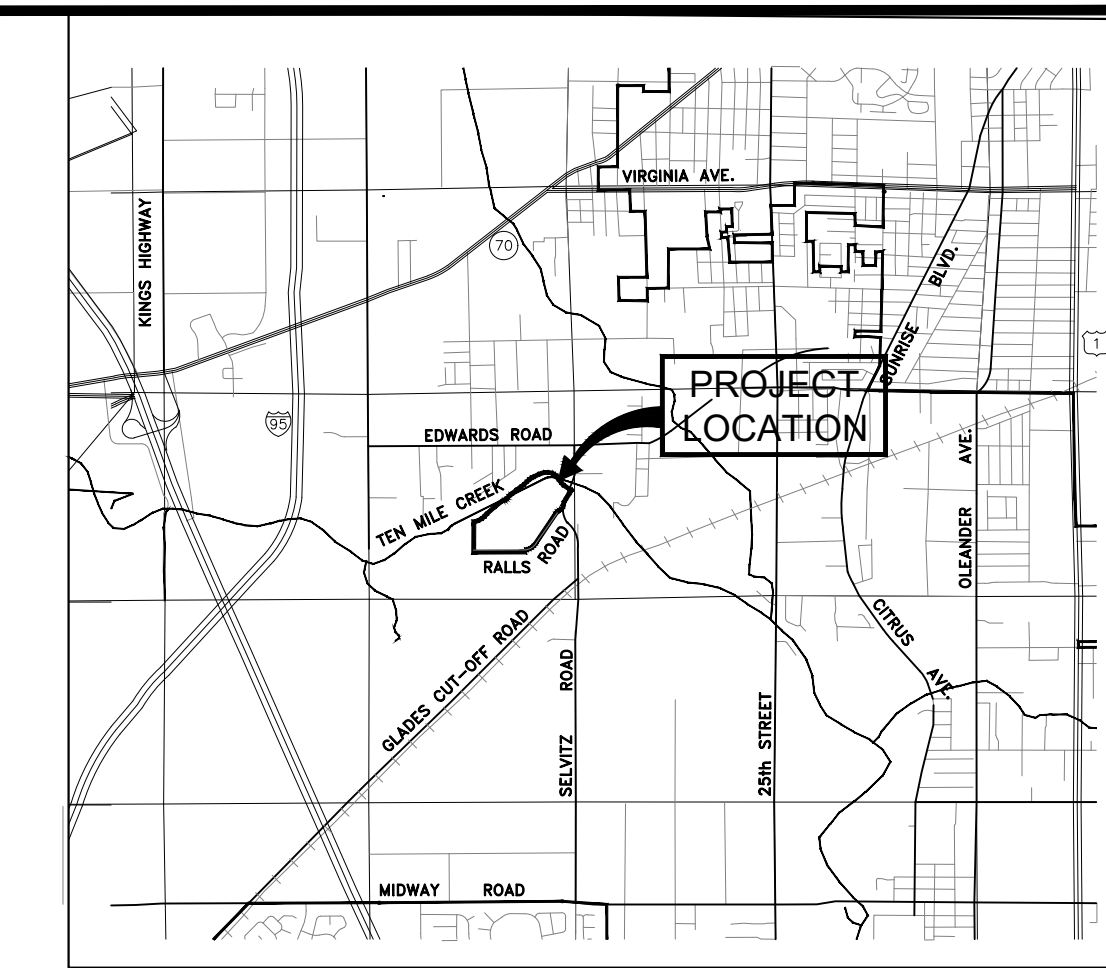 VIRGINIA AVE.
KINGS HIGHWAY
70
SUNRISE BLVD.
1
PROJECT
LOCATION
95
EDWARDS ROAD
OLEANDER AVE.
TEN MILE CREEK
RALLS ROAD
CITRUS AVE.
GLADES CUT-OFF ROAD
SELVITZ ROAD
25th STREET
MIDWAY ROAD